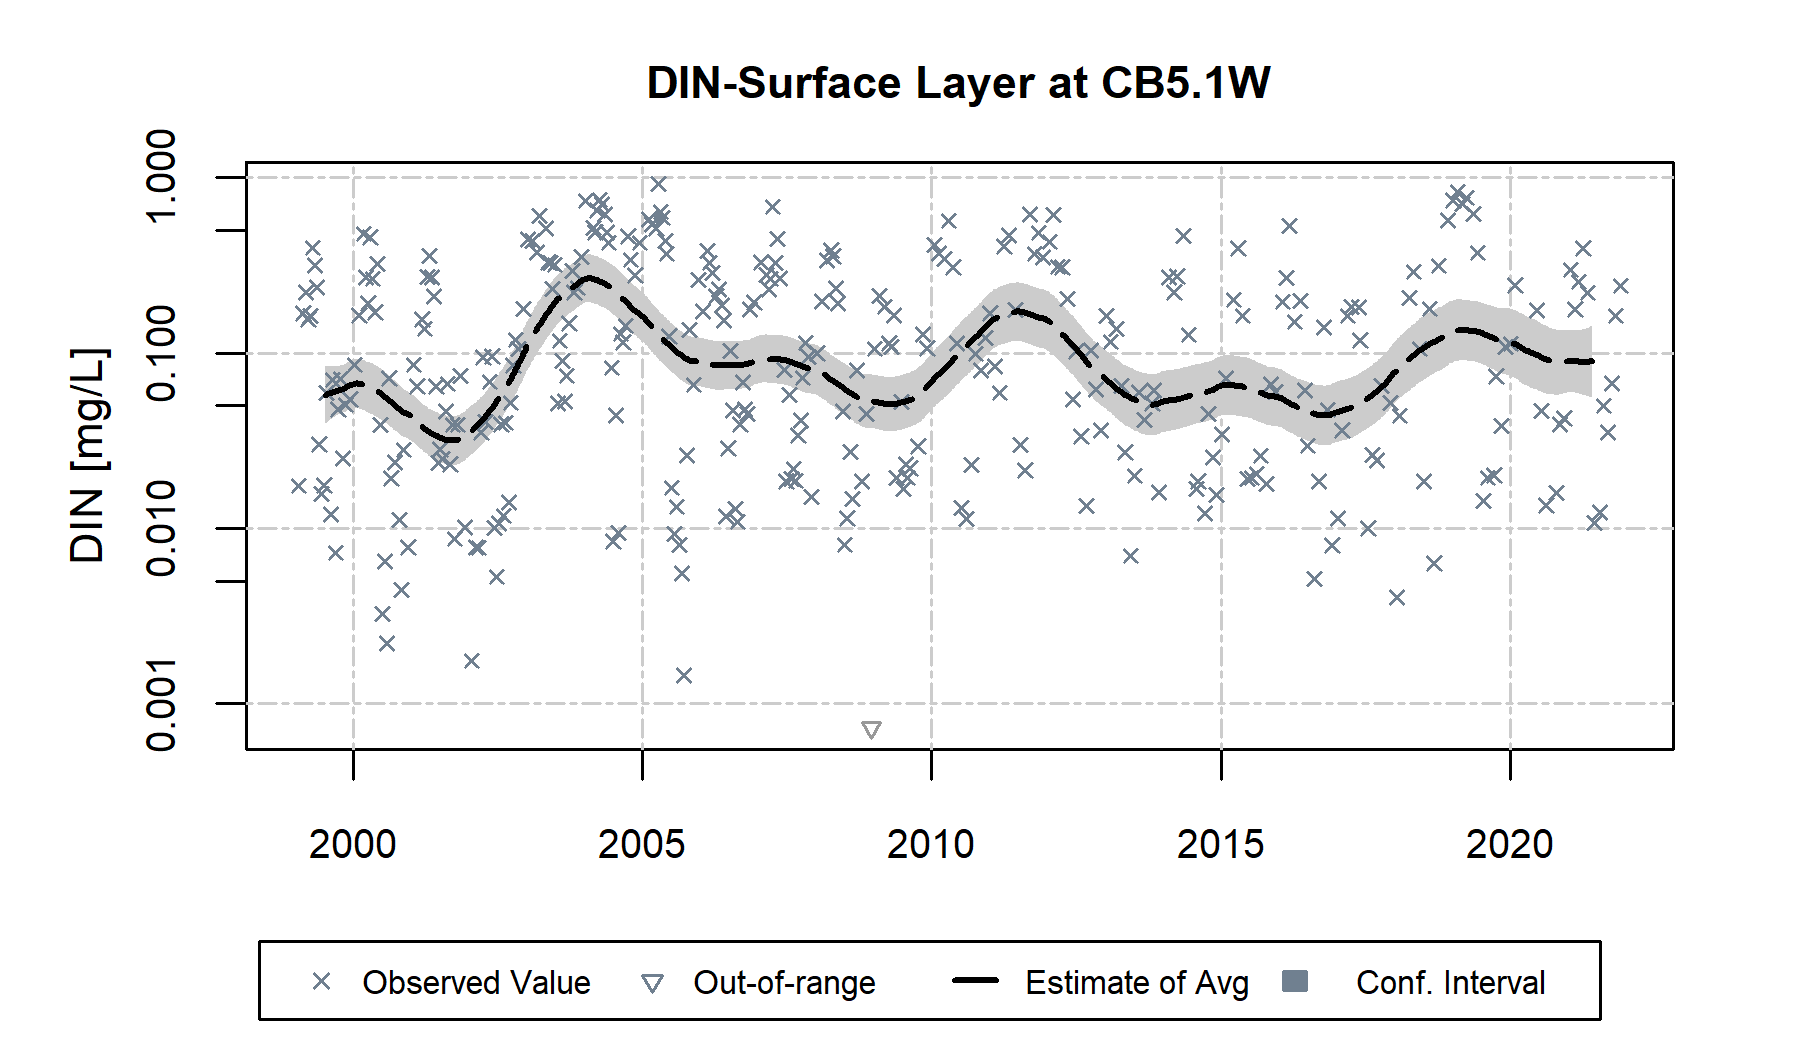 DIN-Surface Layer at CB5.1W
DIN [mg/L]
1.000
0.100
0.010
0.001
2000 2005 2010 2015 2020
Observed Value Out-of-range Estimate of Avg Conf. Interval